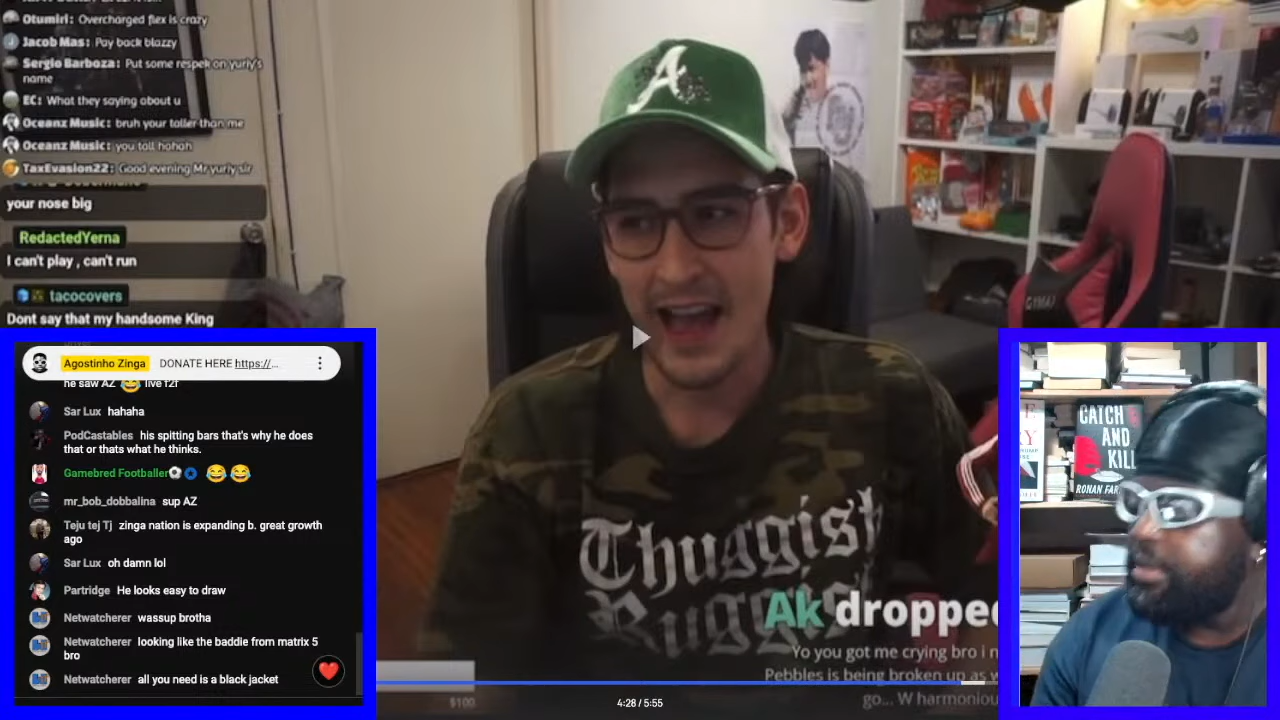 Otumiri: Overcharged flex is crazy
Jacob Mas: Pay back blazzy
Sergio Barboza: Put some respek on yuriy's
name
EC: What they saying about u
Oceanz Music: bruh your taller than me
Oceanz Music: you tall hohoh
TaxEvasion22: Good evening Mr yuriy sir
your nose big
RedactedYerna
I can't play , can't run
tacocovers
Dont say that my handsome King
Agostinho Zinga DONATE HERE https://...
he saw AZ 😂 live f2f
Sar Lux hahaha
PodCastables his spitting bars that's why he does
that or thats what he thinks.
Gamebred Footballer⚽🧿 😂 😂
mr_bob_dobbalina sup AZ
Teju tej Tj zinga nation is expanding b. great growth
ago
Sar Lux oh damn lol
Partridge He looks easy to draw
Netwatcherer wassup brotha
Netwatcherer looking like the baddie from matrix 5
bro
Netwatcherer all you need is a black jacket
A
GYMAX
Thuggish
Ruggis
Ak dropped
Yo you got me crying bro i n
Pebbles is being broken up as w
go... W harmoniou
$100
4:28 / 5:55
CATCH
AND
KILL
RONAN FAR